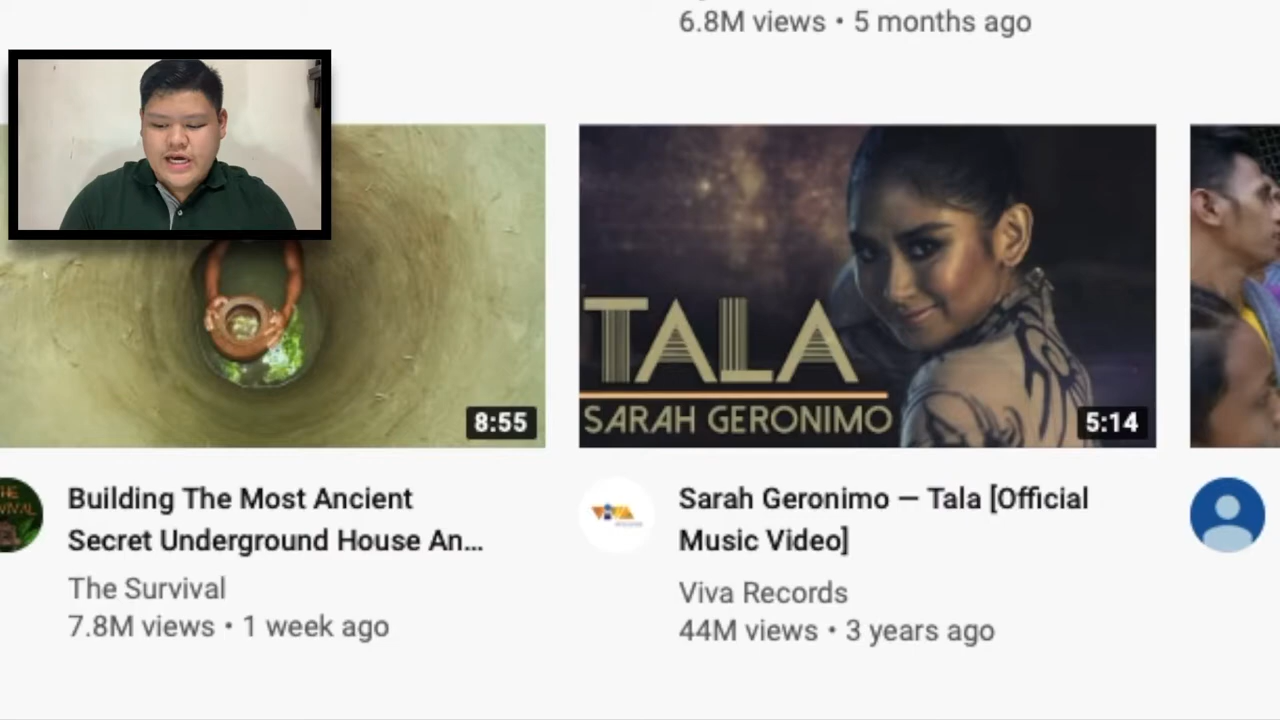 6.8M views • 5 months ago
TALA
SARAH GERONIMO
8:55
5:14
Building The Most Ancient
Secret Underground House An...
The Survival
7.8M views • 1 week ago
VIVA
Sarah Geronimo — Tala [Official
Music Video]
Viva Records
44M views • 3 years ago